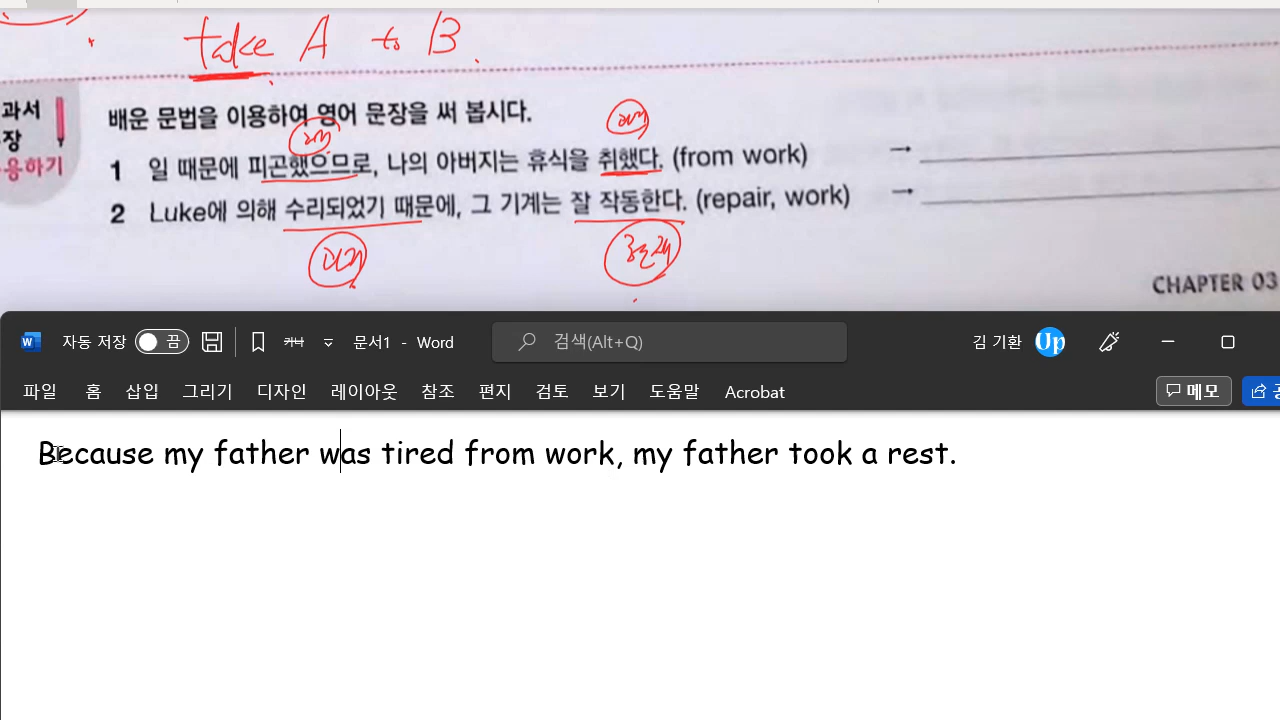 take A to B
과서
배운 문법을 이용하여 영어 문장을 써 봅시다.
장
용하기
1 일 때문에 피곤했으므로, 나의 아버지는 휴식을 취했다. (from work) →
2 Luke에 의해 수리되었기 때문에, 그 기계는 잘 작동한다. (repair, work) →
CHAPTER 03
자동 저장 끔 가나 문서1 - Word 검색(Alt+Q) 김 기환 Up
파일 홈 삽입 그리기 디자인 레이아웃 참조 편지 검토 보기 도움말 Acrobat 메모
Because my father was tired from work, my father took a rest.